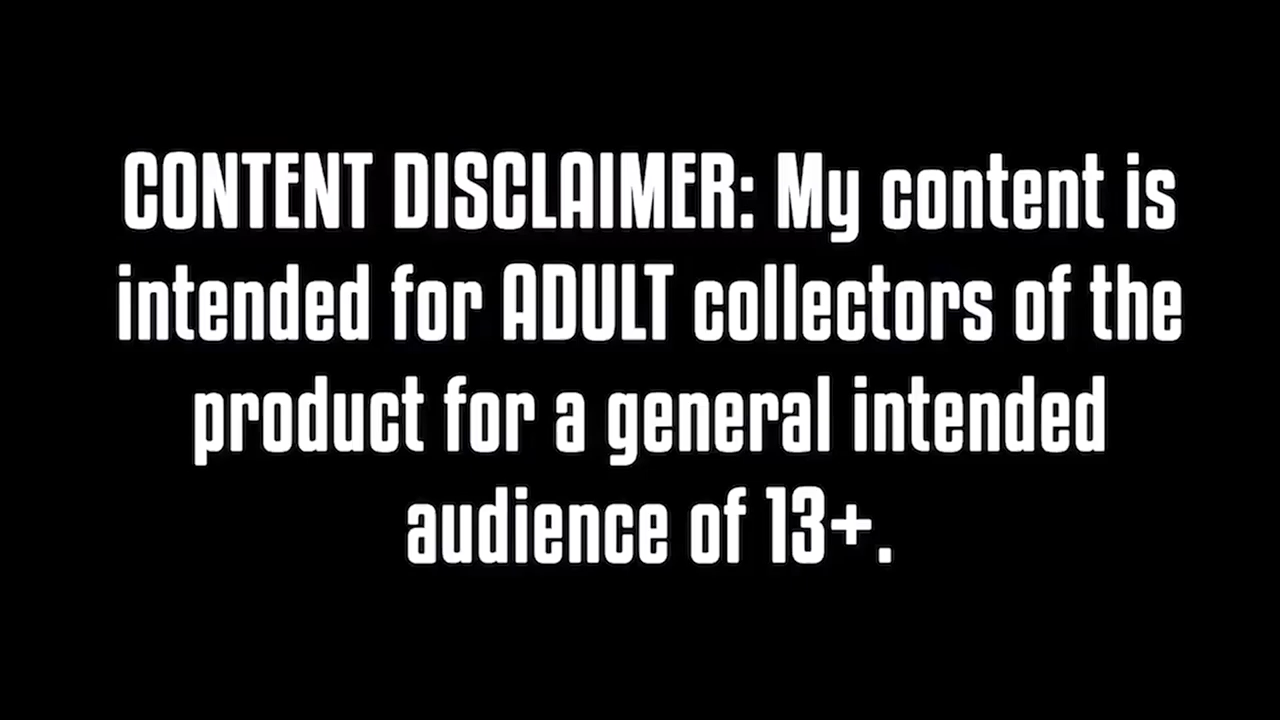 CONTENT DISCLAIMER: My content is
intended for ADULT collectors of the
product for a general intended
audience of 13+.